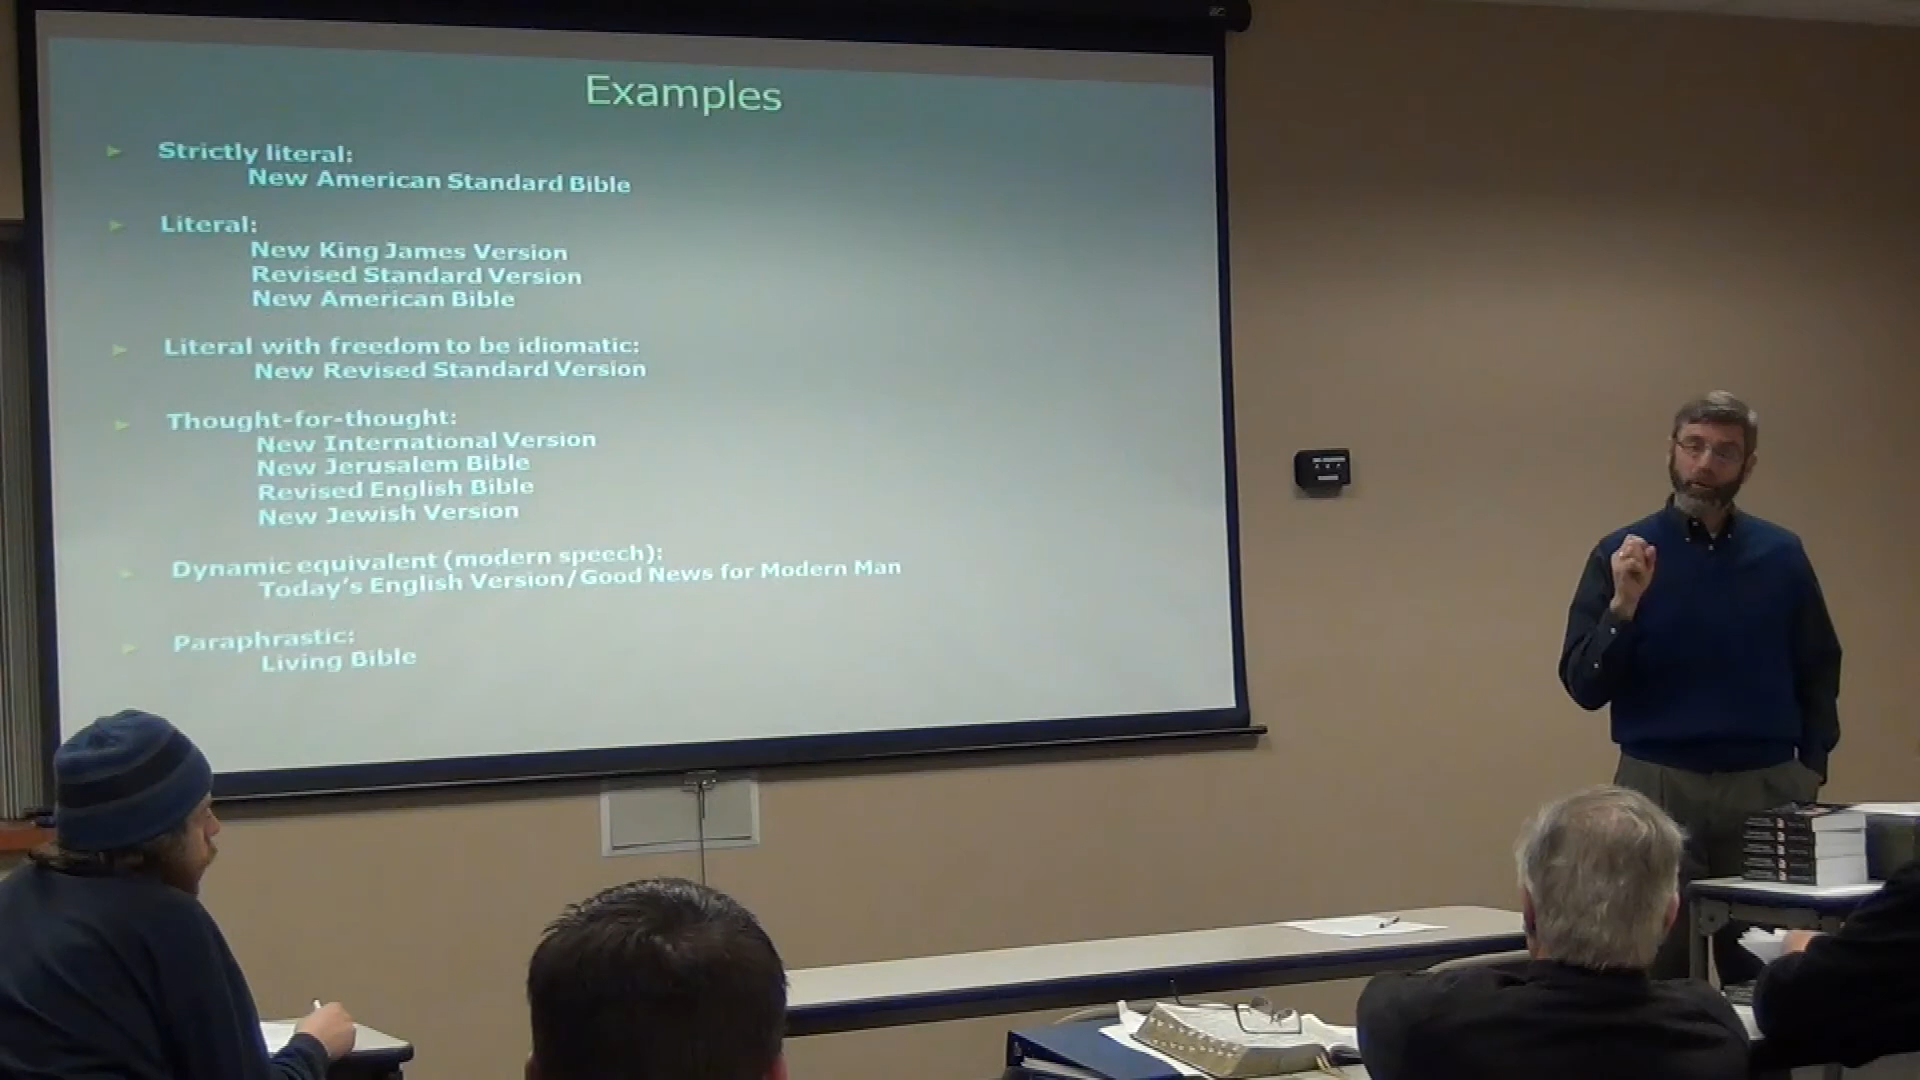 Examples
Strictly literal:
New American Standard Bible
Literal:
New King James Version
Revised Standard Version
New American Bible
Literal with freedom to be idiomatic:
New Revised Standard Version
Thought-for-thought:
New International Version
New Jerusalem Bible
Revised English Bible
New Jewish Version
Dynamic equivalent (modern speech):
Today's English Version/Good News for Modern Man
Paraphrastic:
Living Bible